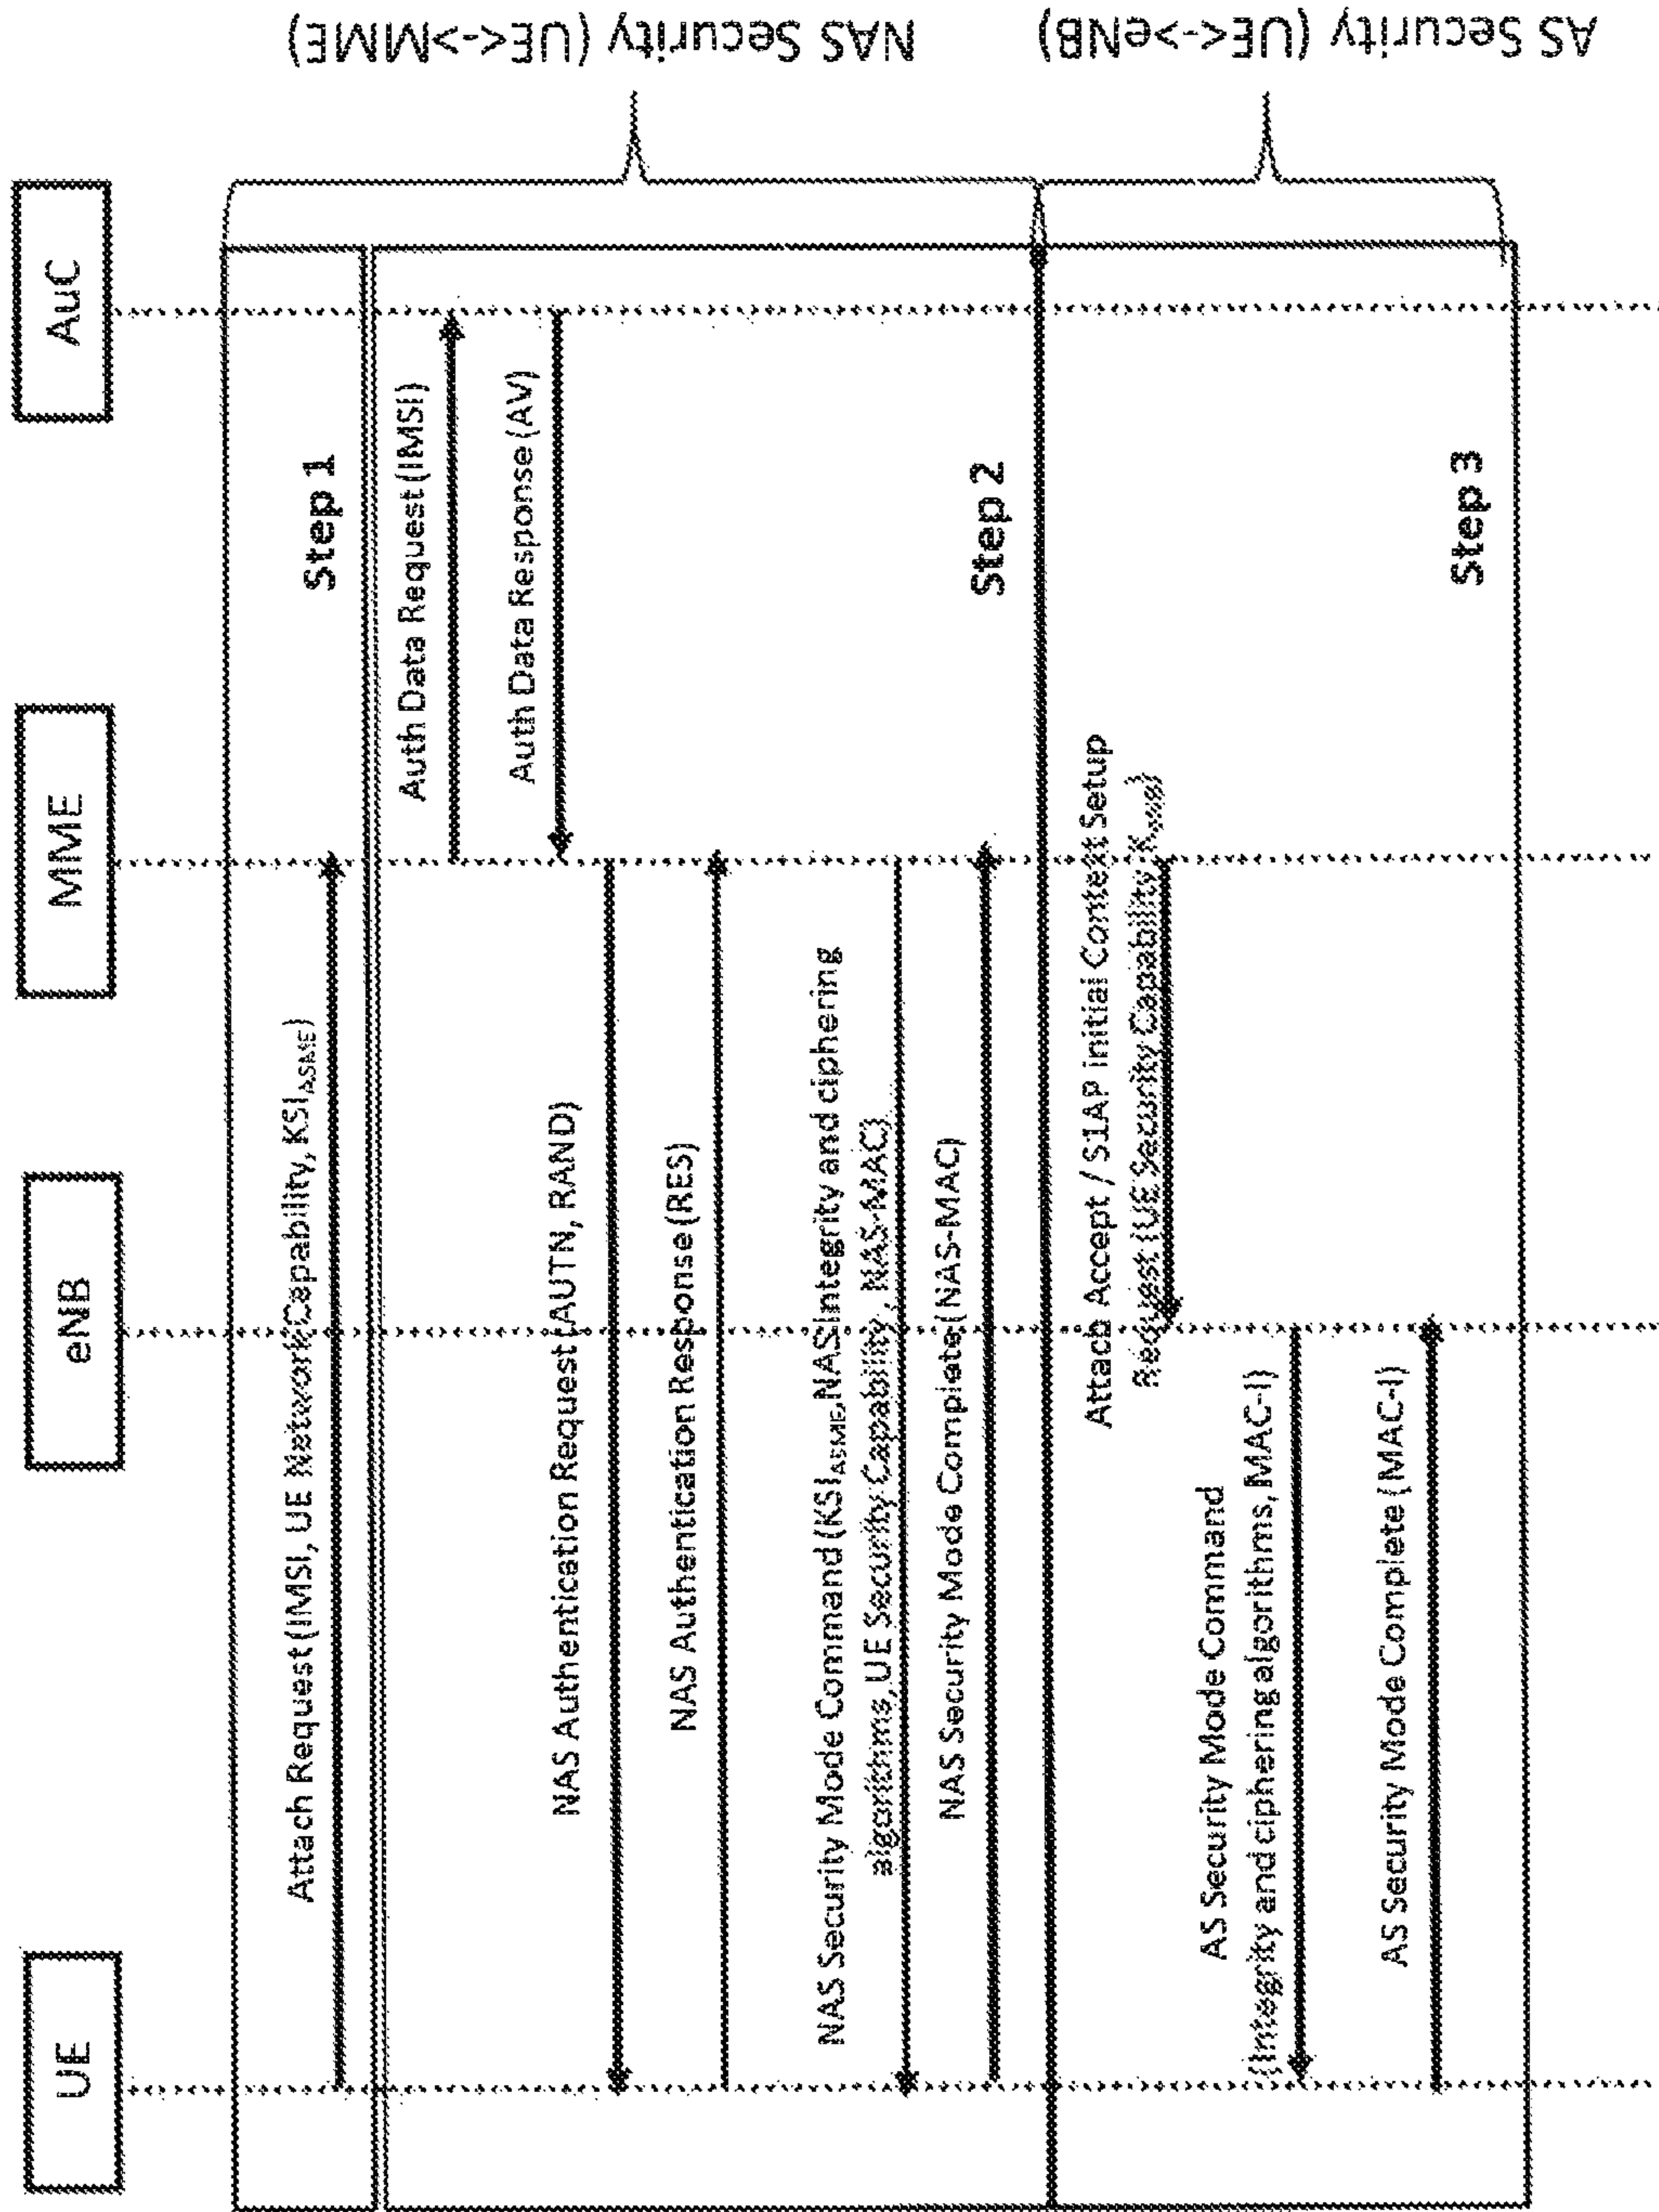 UE
eNB
MME
AuC
Attach Request (IMSI, UE Network Capability, KSIASME)
Step 1
Auth Data Request (IMSI)
Auth Data Response (AV)
NAS Authentication Request (AUTN, RAND)
NAS Authentication Response (RES)
NAS Security Mode Command (KSIASME, NAS Integrity and ciphering
algorithms, UE Security Capability, NAS-MAC)
NAS Security Mode Complete (NAS-MAC)
Step 2
Attach Accept / S1AP initial Context Setup
Request (UE Security Capability,
AS Security Mode Command
(Integrity and ciphering algorithms, MAC-I)
AS Security Mode Complete (MAC-I)
Step 3
NAS Security (UE<->MME)
AS Security (UE<->eNB)